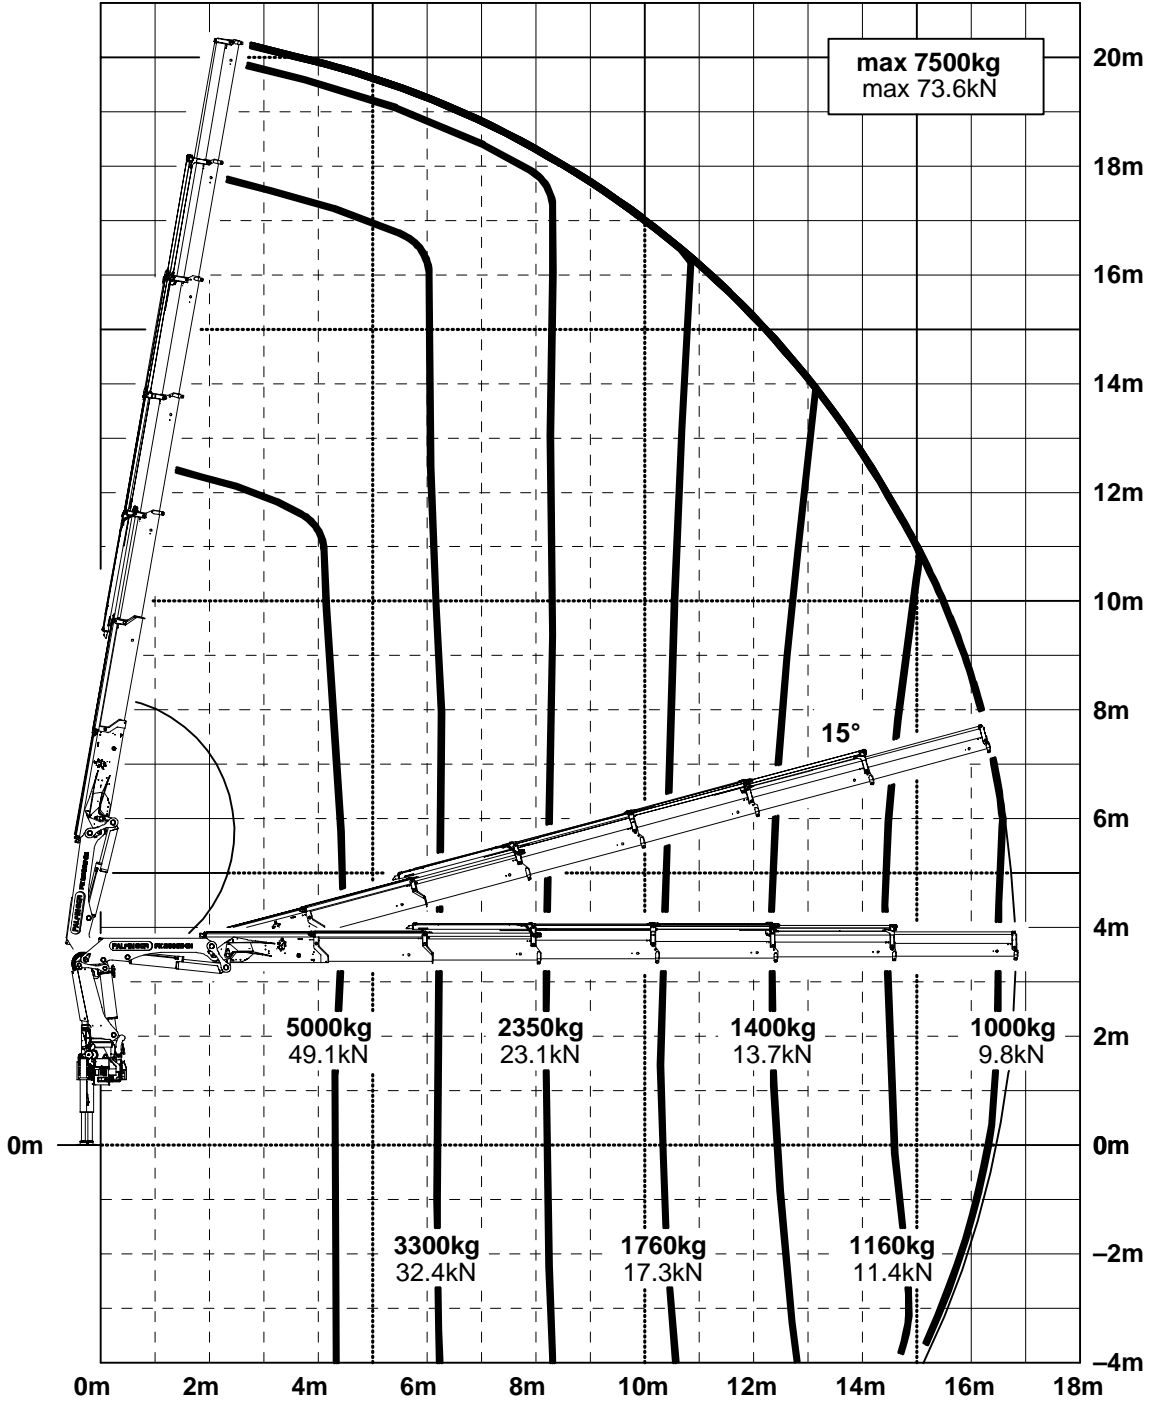 max 7500kg
max 73.6kN
20m
18m
16m
14m
12m
10m
8m
15°
6m
4m
PALFINGER
PALFINGER
5000kg
49.1kN
2350kg
23.1kN
1400kg
13.7kN
1000kg
9.8kN
2m
0m
0m
3300kg
32.4kN
1760kg
17.3kN
1160kg
11.4kN
–2m
–4m
0m
2m
4m
6m
8m
10m
12m
14m
16m
18m